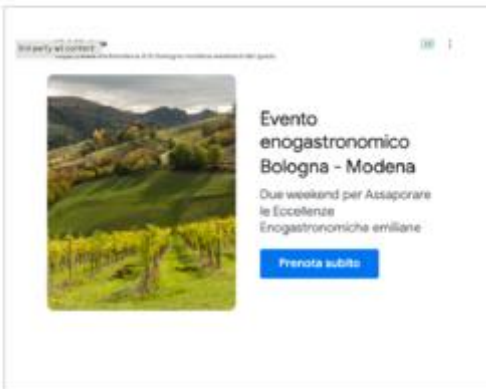 3rd party ad content
Evento
enogastronomico
Bologna - Modena
Due weekend per Assaporare
le Eccellenze
Enogastronomiche emiliane
Prenota subito